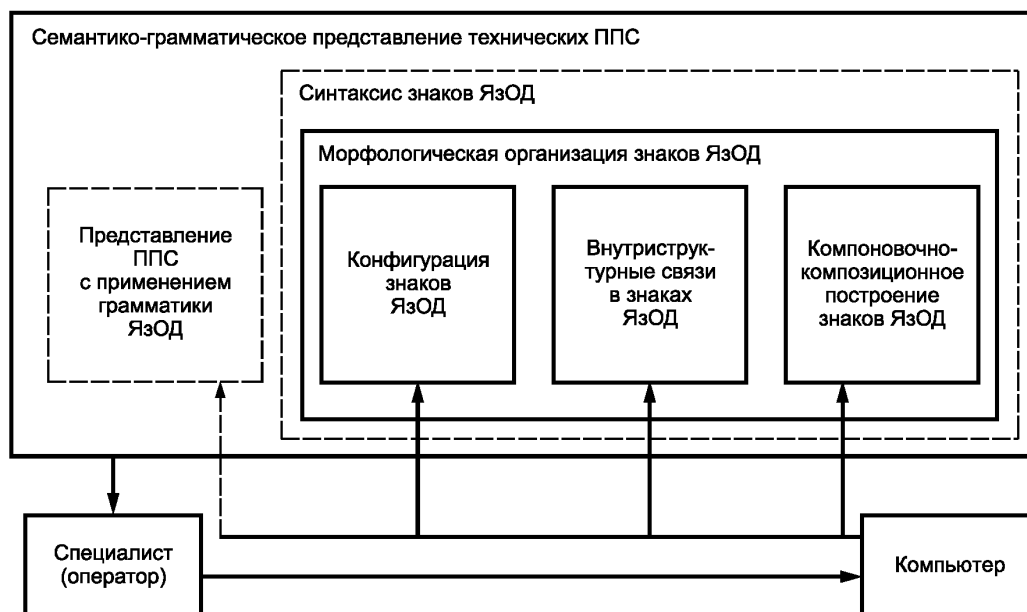 Семантико-грамматическое представление технических ППС
Синтаксис знаков ЯзОД
Морфологическая организация знаков ЯзОД
Представление
ППС
с применением
грамматики
ЯзОД
Конфигурация
знаков
ЯзОД
Внутриструк-
турные связи
в знаках
ЯзОД
Компоновочно-
композиционное
построение
знаков ЯзОД
Специалист
(оператор)
Компьютер